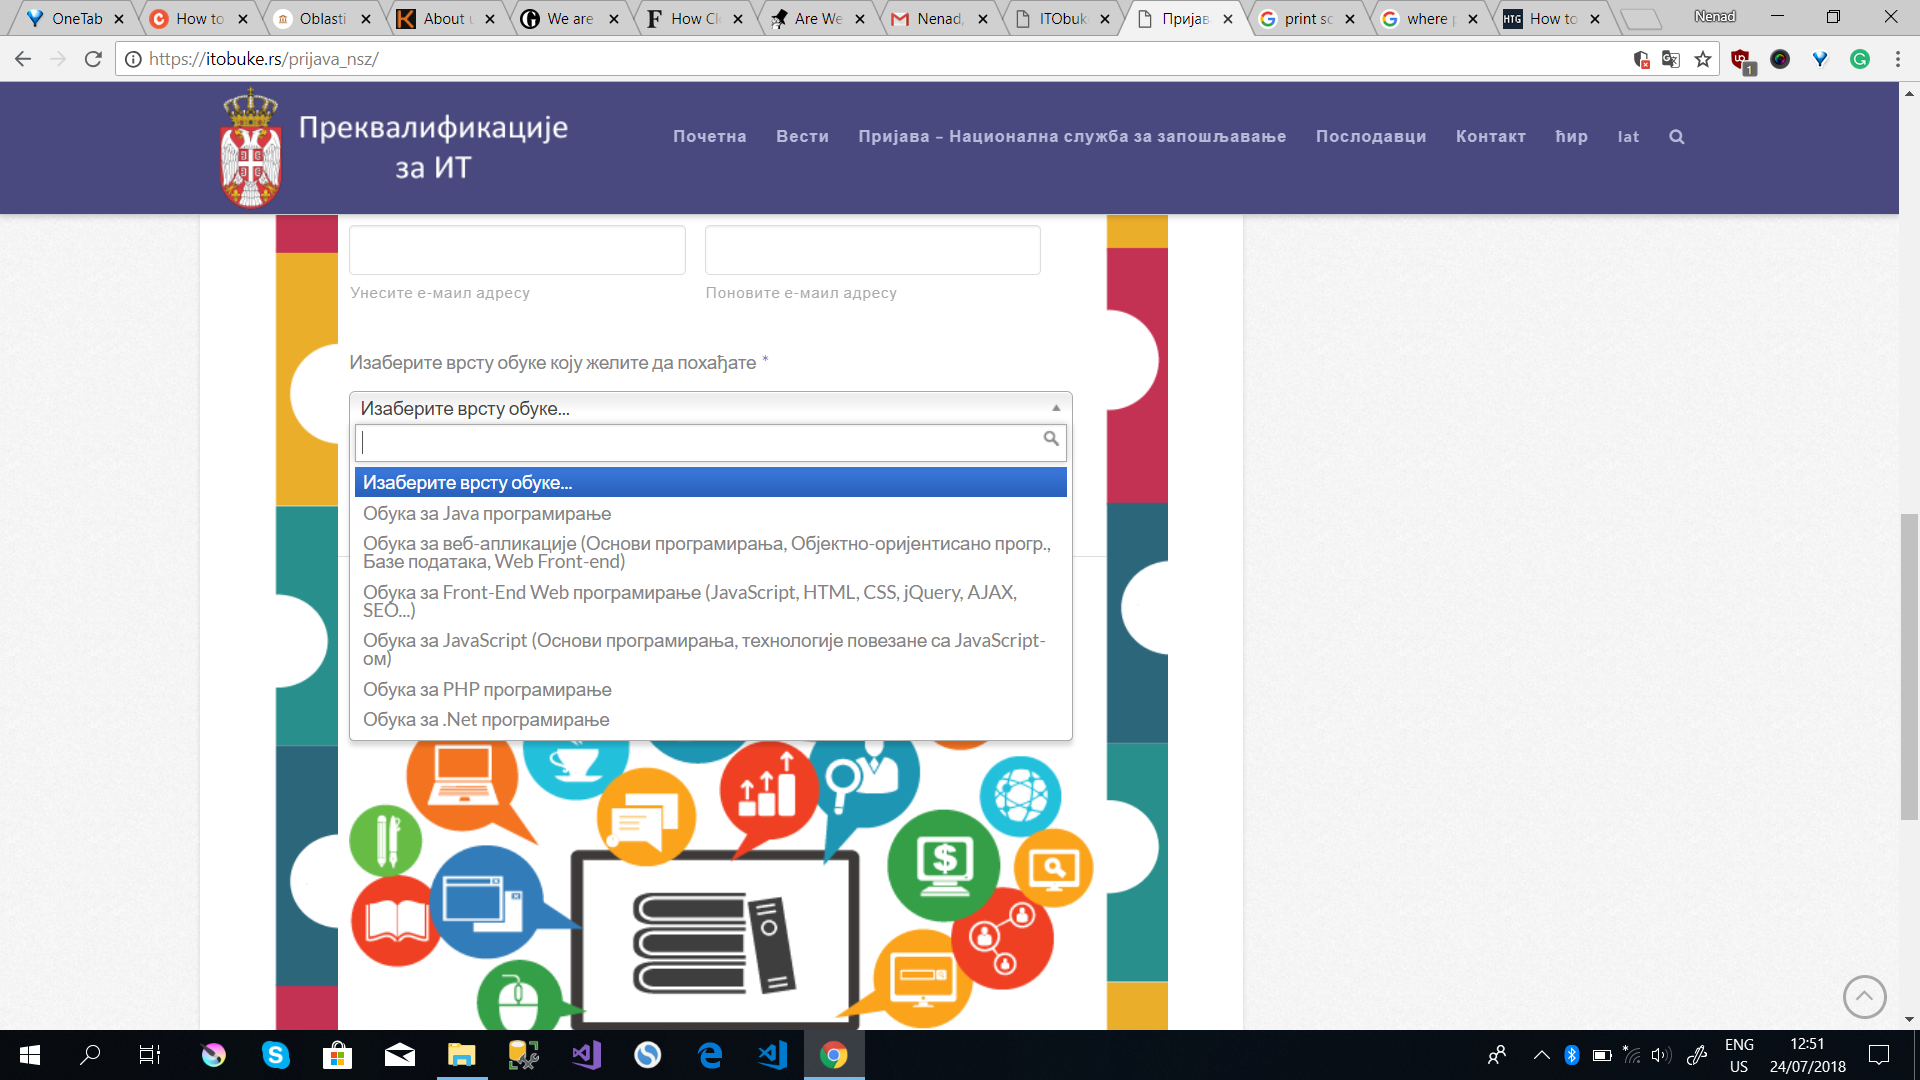 OneTab
How to
Oblasti
About u
We are
How Cl
Are We
Nenad,
ITObuk
Пријав
print sc
where p
HTG
How to
Nenad
https://itobuke.rs/prijava_nsz/
1
Преквалификације
за ИТ
Почетна
Вести
Пријава – Национална служба за запошљавање
Послодавци
Контакт
ћир
lat
Унесите е-маил адресу
Поновите е-маил адресу
Изаберите врсту обуке коју желите да похађате *
Изаберите врсту обуке...
Изаберите врсту обуке...
Обука за Java програмирање
Обука за веб-апликације (Основи програмирања, Објектно-оријентисано прогр.,
Базе података, Web Front-end)
Обука за Front-End Web програмирање (JavaScript, HTML, CSS, jQuery, AJAX,
SEO...)
Обука за JavaScript (Основи програмирања, технологије повезане са JavaScript-
ом)
Обука за PHP програмирање
Обука за .Net програмирање
$
ENG
US
12:51
24/07/2018